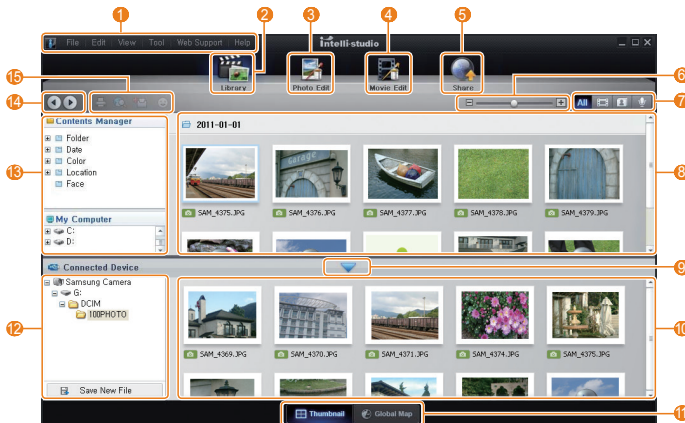 1
2
3
4
5
File Edit View Tool Web Support Help
Intelli-studio
Library
Photo Edit
Movie Edit
Share
15
6
14
All
7
Contents Manager
2011-01-01
Folder
Date
Color
Location
Face
13
8
SAM_4375.JPG
SAM_4376.JPG
SAM_4377.JPG
SAM_4378.JPG
SAM_4379.JPG
Garage
My Computer
C:
D:
Connected Device
9
Samsung Camera
G:
DCIM
100PHOTO
12
10
SAM_4369.JPG
SAM_4370.JPG
SAM_4371.JPG
SAM_4374.JPG
SAM_4375.JPG
Save New File
Thumbnail
Global Map
11